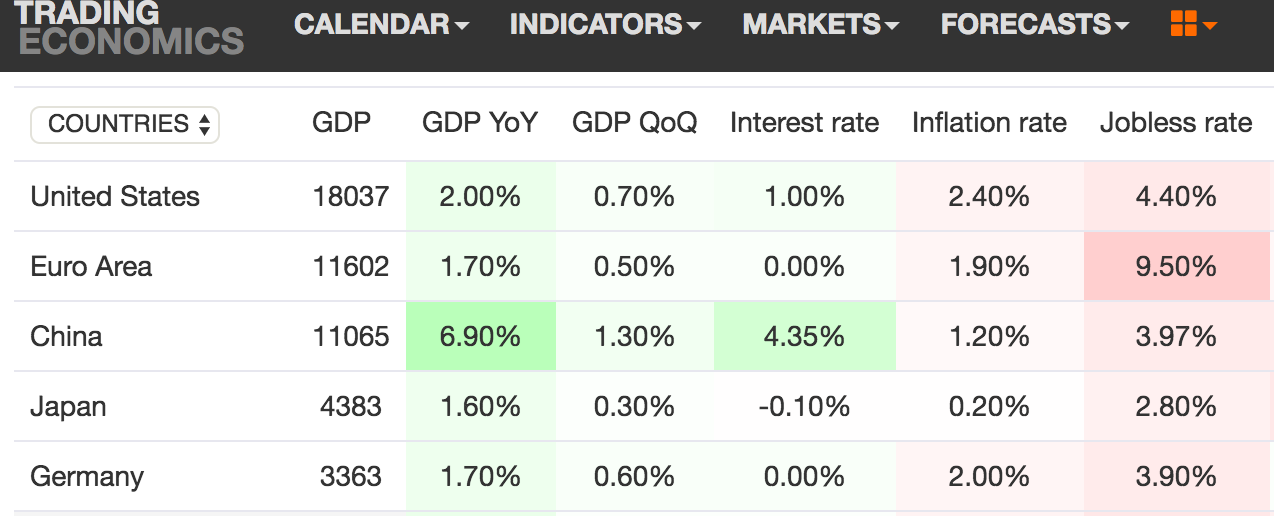 TRADING
ECONOMICS
CALENDAR INDICATORS MARKETS FORECASTS
COUNTRIES GDP GDP YoY GDP QoQ Interest rate Inflation rate Jobless rate
United States 18037 2.00% 0.70% 1.00% 2.40% 4.40%
Euro Area 11602 1.70% 0.50% 0.00% 1.90% 9.50%
China 11065 6.90% 1.30% 4.35% 1.20% 3.97%
Japan 4383 1.60% 0.30% -0.10% 0.20% 2.80%
Germany 3363 1.70% 0.60% 0.00% 2.00% 3.90%